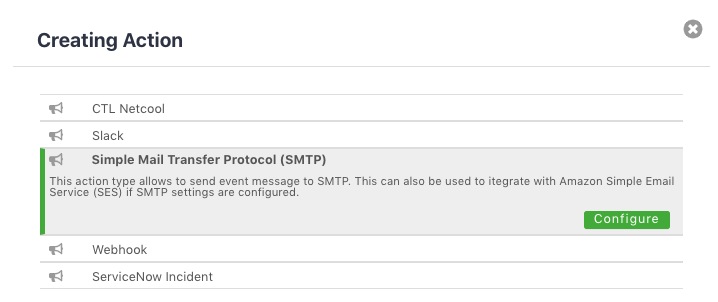 Creating Action
CTL Netcool
Slack
Simple Mail Transfer Protocol (SMTP)
This action type allows to send event message to SMTP. This can also be used to itegrate with Amazon Simple Email
Service (SES) if SMTP settings are configured.
Configure
Webhook
ServiceNow Incident